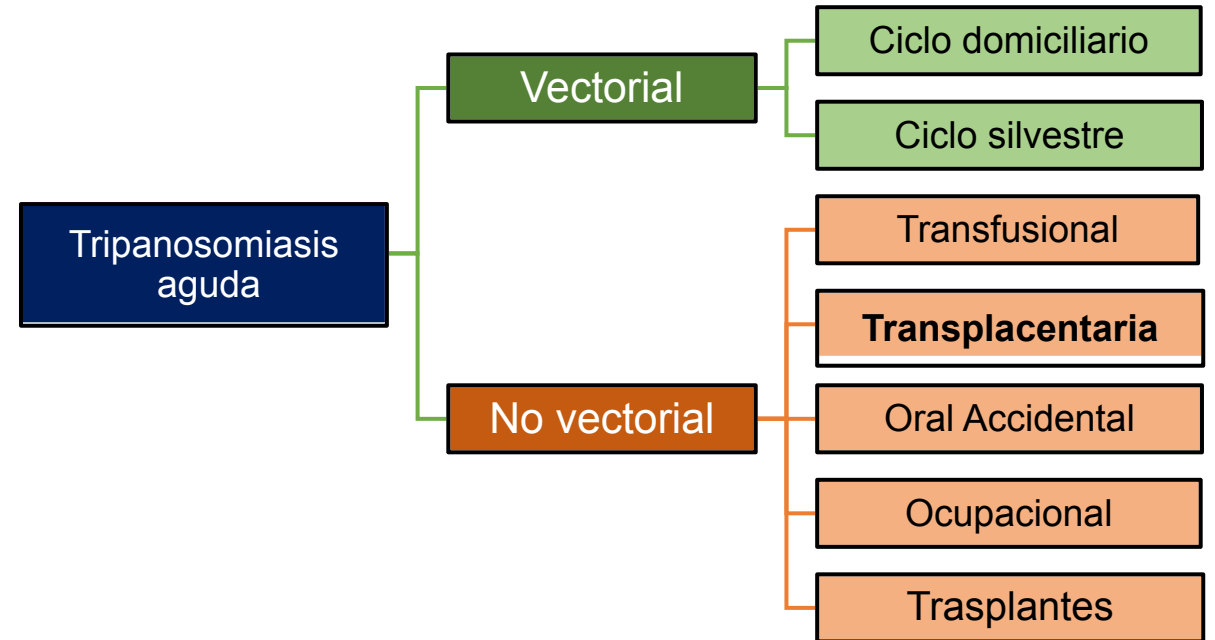 Tripanosomiasis
aguda
Vectorial
Ciclo domiciliario
Ciclo silvestre
No vectorial
Transfusional
Transplacentaria
Oral Accidental
Ocupacional
Trasplantes